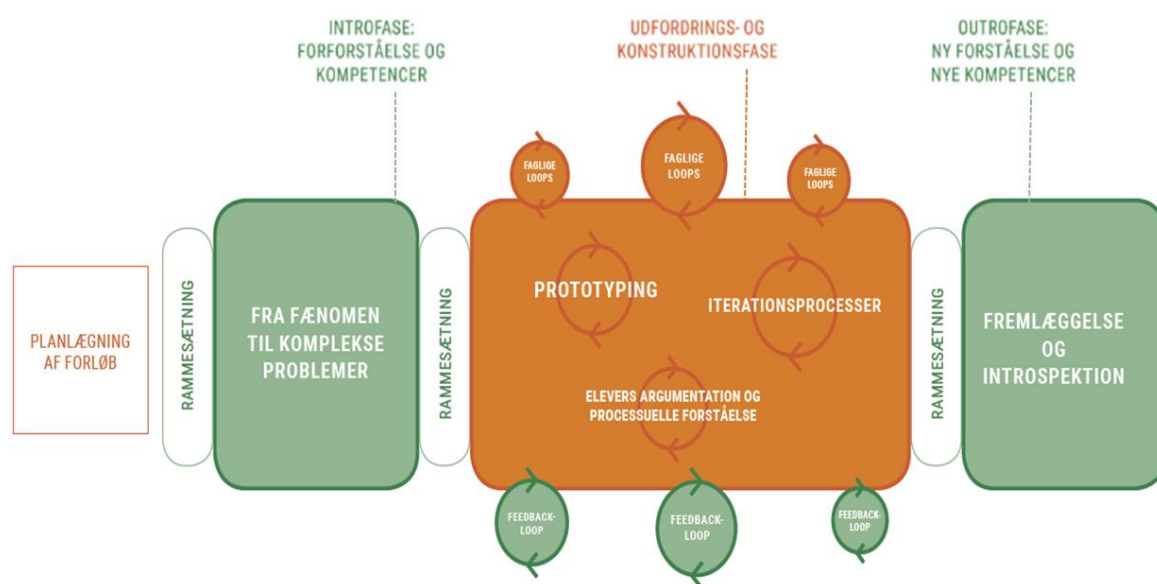 INTROFASE:
FORFORSTÅELSE OG
KOMPETENCER
UDFORDRINGS- OG
KONSTRUKTIONSFASE
OUTROFASE:
NY FORSTÅELSE OG
NYE KOMPETENCER
FAGLIGE
LOOPS
FAGLIGE
LOOPS
FAGLIGE
LOOPS
PLANLÆGNING
AF FORLØB
RAMMESÆTNING
FRA FÆNOMEN
TIL KOMPLEKSE
PROBLEMER
RAMMESÆTNING
PROTOTYPING
ITERATIONSPROCESSER
ELEVERS ARGUMENTATION OG
PROCESSUELLE FORSTÅELSE
RAMMESÆTNING
FREMLÆGGELSE
OG
INTROSPEKTION
FEEDBACK-
LOOP
FEEDBACK-
LOOP
FEEDBACK-
LOOP